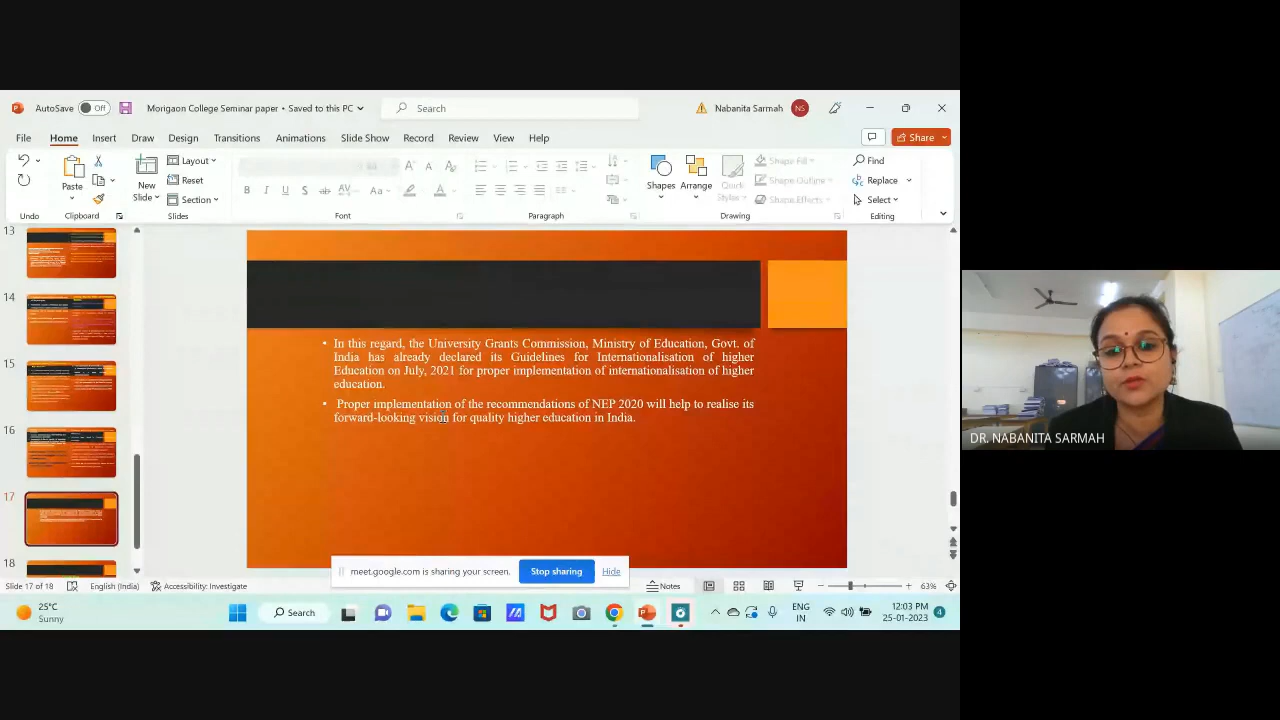 AutoSave Off Morigaon College Seminar paper • Saved to this PC Search Nabanita Sarmah NS
File Home Insert Draw Design Transitions Animations Slide Show Record Review View Help Share
Paste New Slide Layout Reset Section Shapes Arrange Quick Styles Shape Fill Shape Outline Shape Effects Find Replace Select
B I U S ab AV Aa A
Undo Clipboard Slides Font Paragraph Drawing Editing
13
14
15
16
17
18
• In this regard, the University Grants Commission, Ministry of Education, Govt. of
India has already declared its Guidelines for Internationalisation of higher
Education on July, 2021 for proper implementation of internationalisation of higher
education.
• Proper implementation of the recommendations of NEP 2020 will help to realise its
forward-looking vision for quality higher education in India.
DR. NABANITA SARMAH
meet.google.com is sharing your screen. Stop sharing Hide
Slide 17 of 18 English (India) Accessibility: Investigate Notes 63%
25°C
Sunny
Search
ENG
IN
12:03 PM
25-01-2023
4